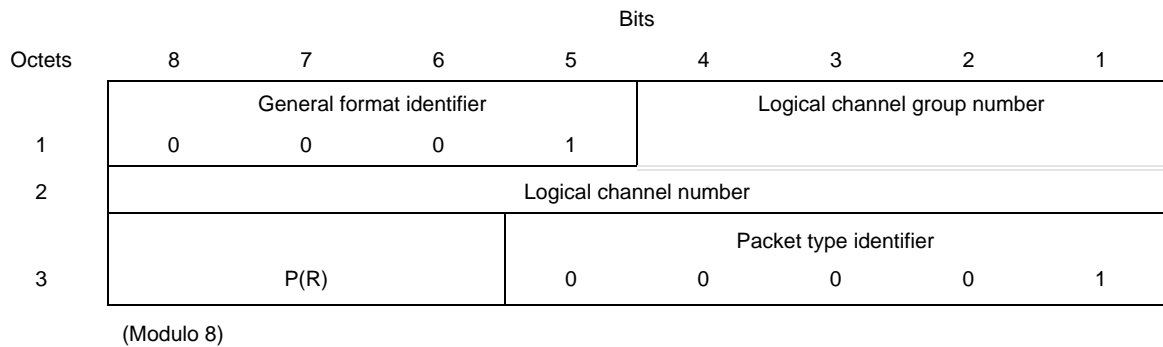 Bits
Octets 8 7 6 5 4 3 2 1
General format identifier Logical channel group number
1 0 0 0 1
2 Logical channel number
Packet type identifier
3 P(R) 0 0 0 0 1
(Modulo 8)